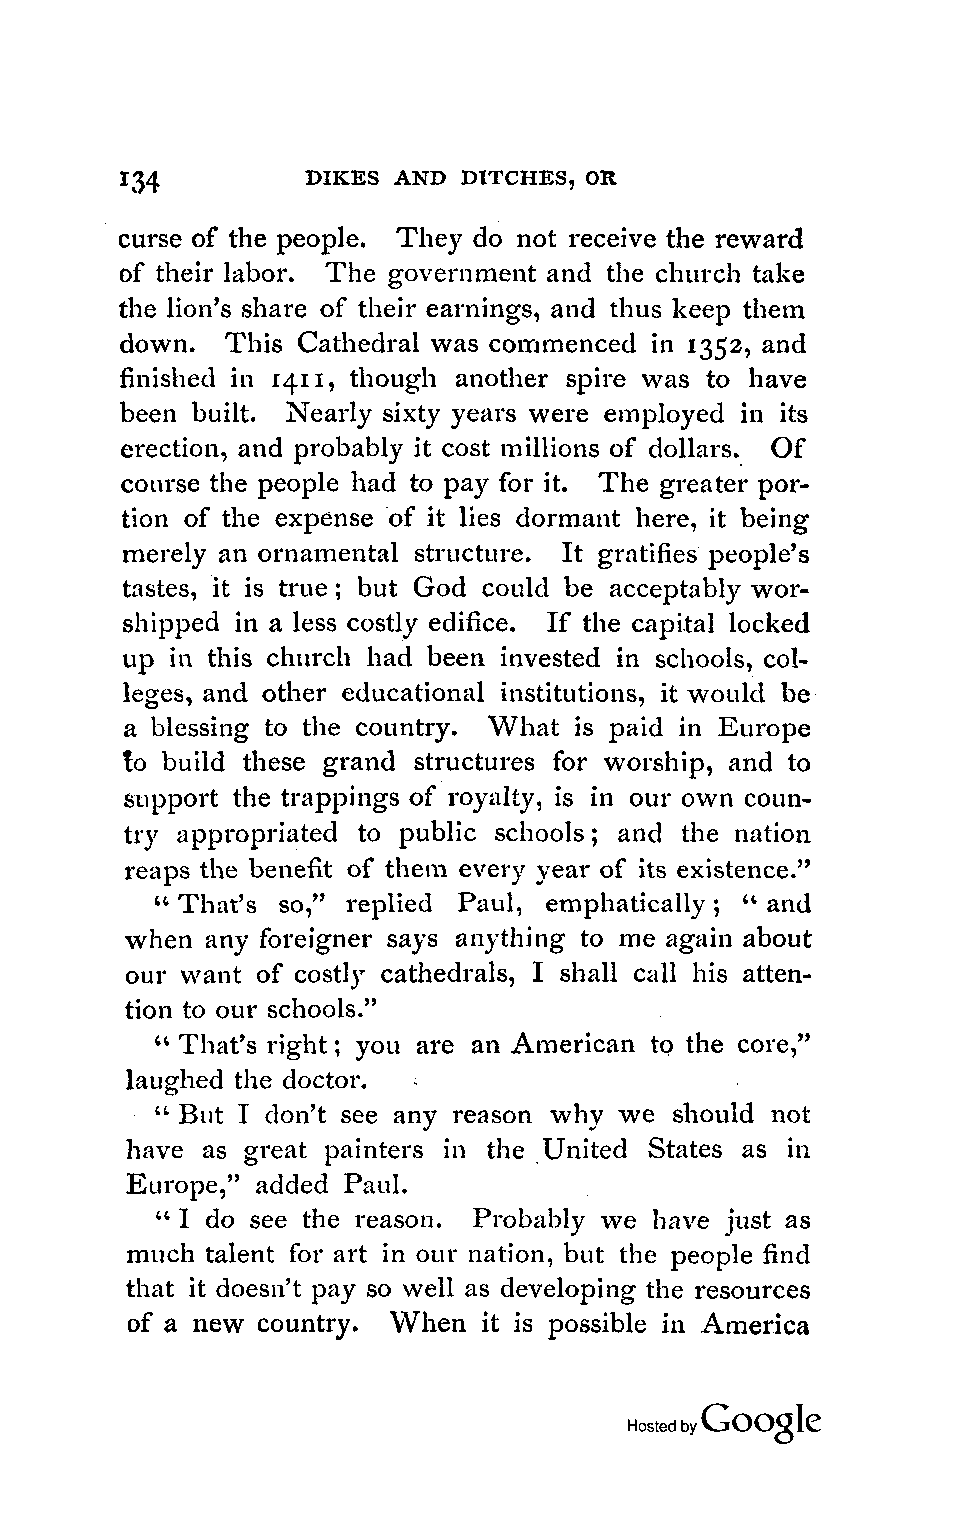 134 DIKES AND DITCHES, OR
curse of the people. They do not receive the reward
of their labor. The government and the church take
the lion's share of their earnings, and thus keep them
down. This Cathedral was commenced in 1352, and
finished in 1411, though another spire was to have
been built. Nearly sixty years were employed in its
erection, and probably it cost millions of dollars. Of
course the people had to pay for it. The greater por-
tion of the expense of it lies dormant here, it being
merely an ornamental structure. It gratifies people's
tastes, it is true; but God could be acceptably wor-
shipped in a less costly edifice. If the capital locked
up in this church had been invested in schools, col-
leges, and other educational institutions, it would be
a blessing to the country. What is paid in Europe
to build these grand structures for worship, and to
support the trappings of royalty, is in our own coun-
try appropriated to public schools; and the nation
reaps the benefit of them every year of its existence."
"That's so," replied Paul, emphatically; "and
when any foreigner says anything to me again about
our want of costly cathedrals, I shall call his atten-
tion to our schools."
"That's right; you are an American to the core,"
laughed the doctor.
"But I don't see any reason why we should not
have as great painters in the United States as in
Europe," added Paul.
"I do see the reason. Probably we have just as
much talent for art in our nation, but the people find
that it doesn't pay so well as developing the resources
of a new country. When it is possible in America
Hosted by Google